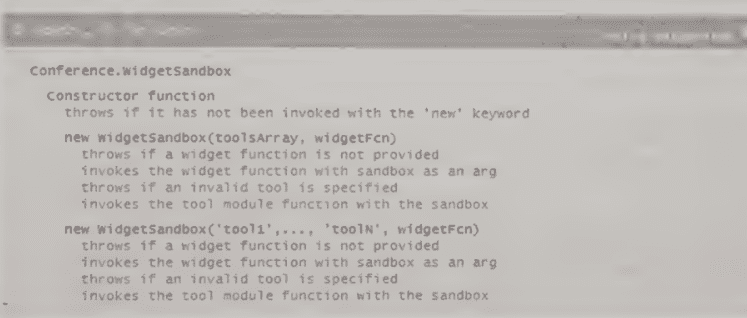 Conference.WidgetSandbox
Constructor function
throws if it has not been invoked with the 'new' keyword
new WidgetSandbox(toolsArray, widgetFcn)
throws if a widget function is not provided
invokes the widget function with sandbox as an arg
throws if an invalid tool is specified
invokes the tool module function with the sandbox
new WidgetSandbox('tool1',..., 'toolN', widgetFcn)
throws if a widget function is not provided
invokes the widget function with sandbox as an arg
throws if an invalid tool is specified
invokes the tool module function with the sandbox